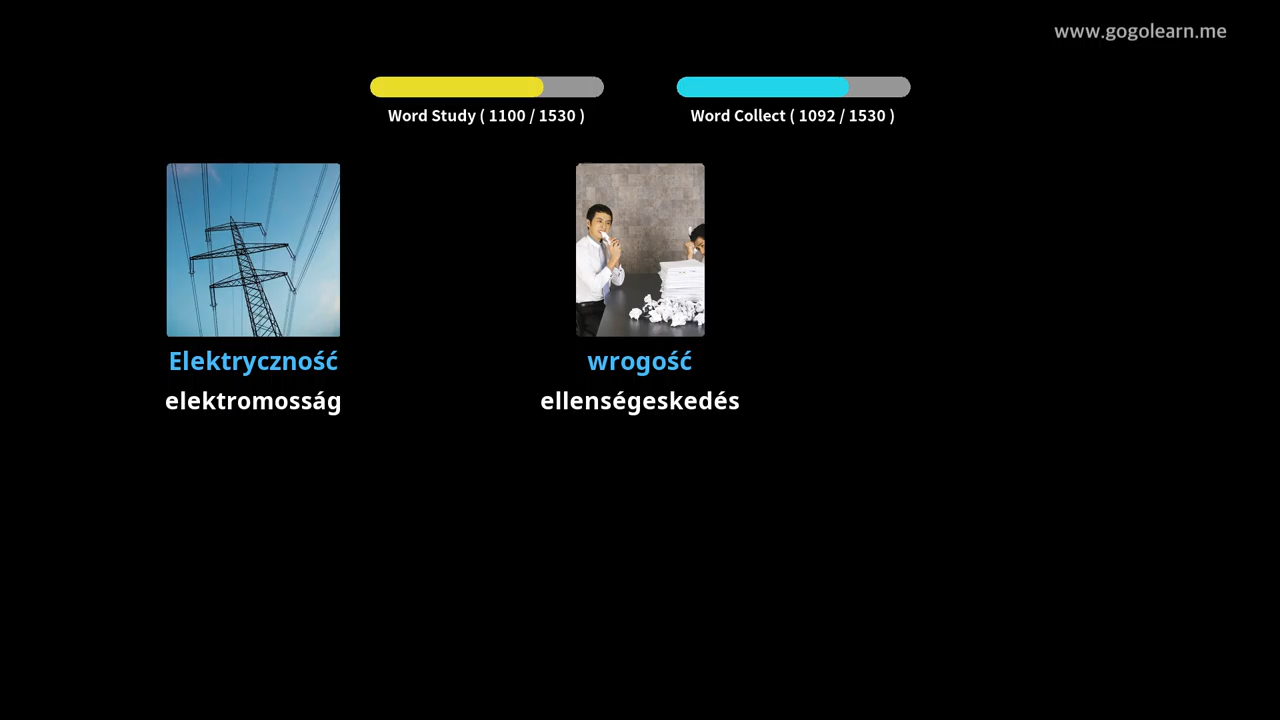 www.gogolearn.me
Word Study ( 1100 / 1530 )
Word Collect ( 1092 / 1530 )
Elektryczność
elektromosság
wrogość
ellenségeskedés